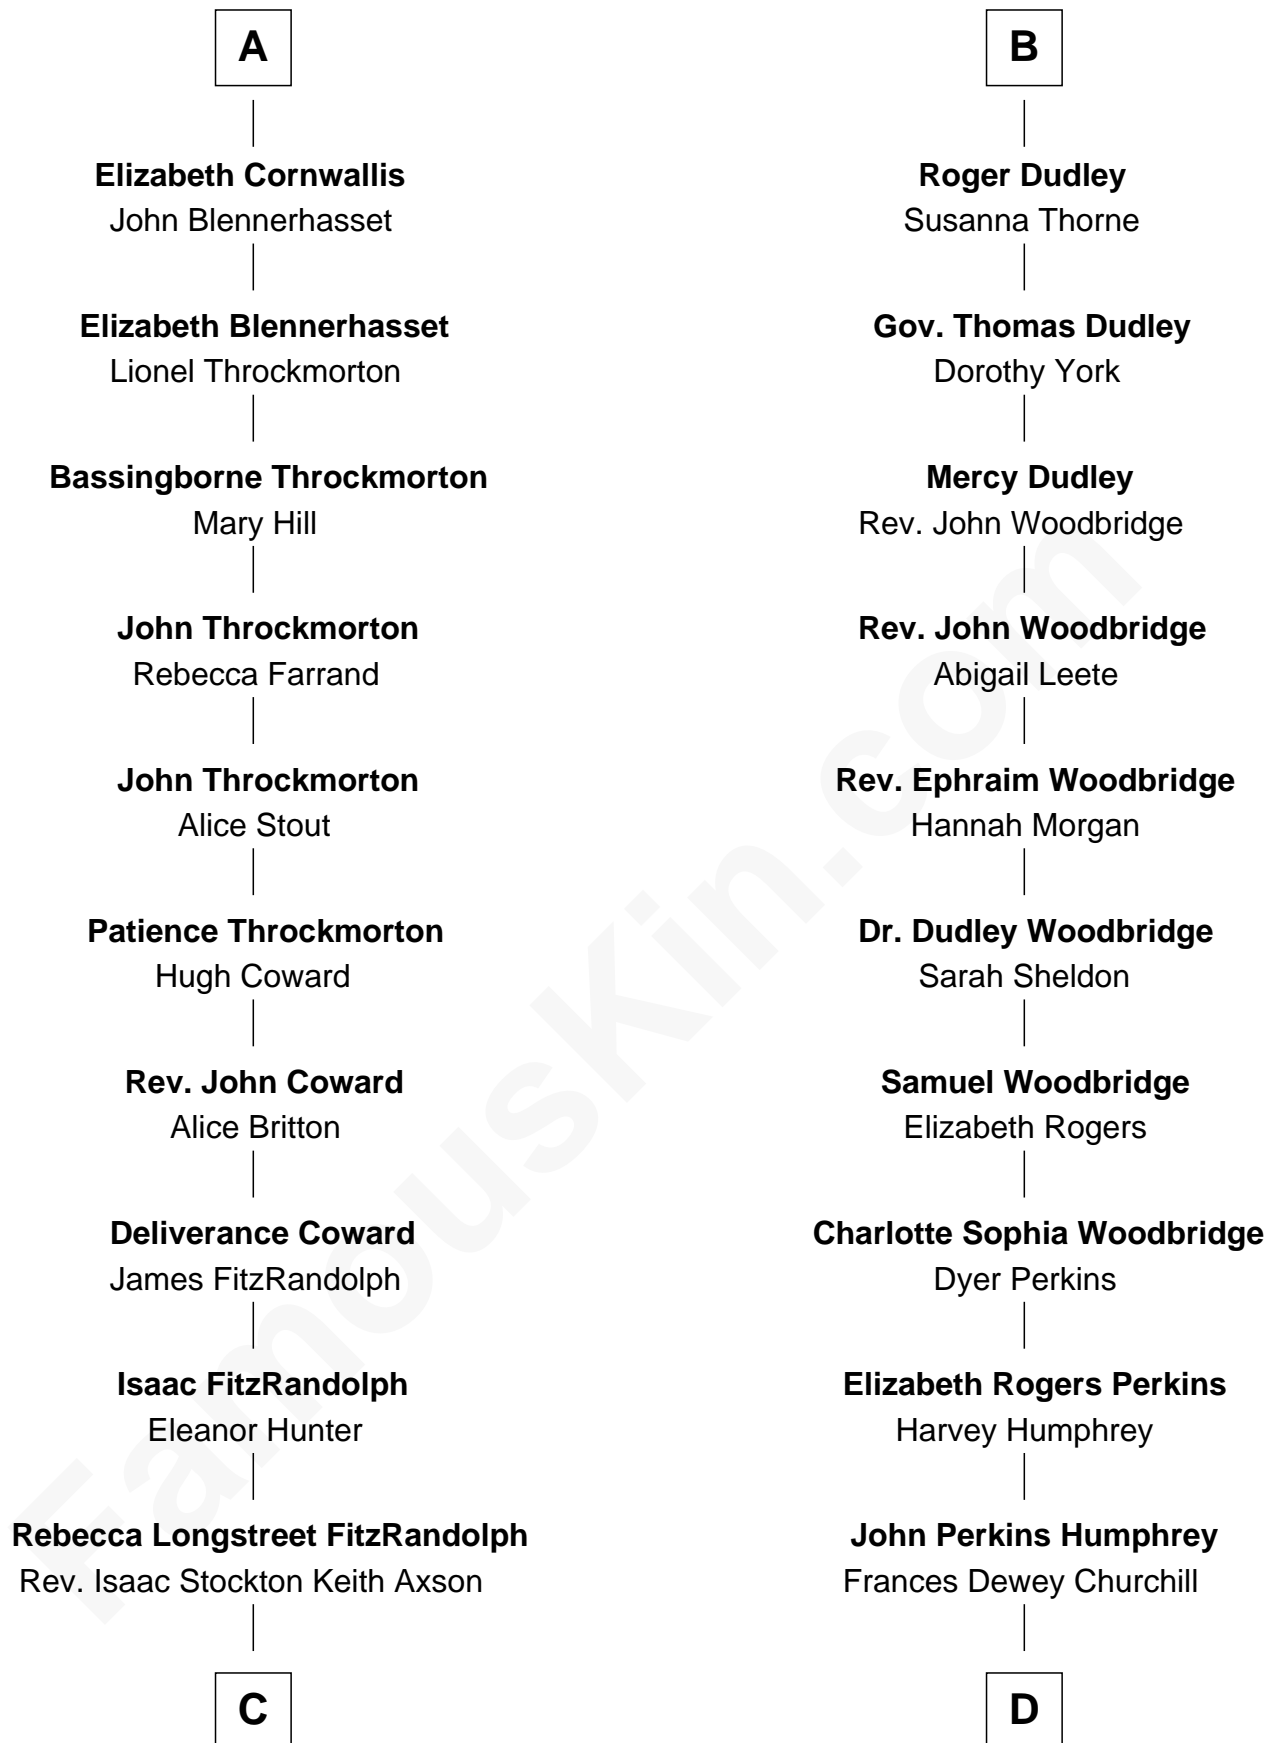 A
Elizabeth Cornwallis
John Blennerhasset
Elizabeth Blennerhasset
Lionel Throckmorton
Bassingborne Throckmorton
Mary Hill
John Throckmorton
Rebecca Farrand
John Throckmorton
Alice Stout
Patience Throckmorton
Hugh Coward
Rev. John Coward
Alice Britton
Deliverance Coward
James FitzRandolph
Isaac FitzRandolph
Eleanor Hunter
Rebecca Longstreet FitzRandolph
Rev. Isaac Stockton Keith Axson
C
B
Roger Dudley
Susanna Thorne
Gov. Thomas Dudley
Dorothy York
Mercy Dudley
Rev. John Woodbridge
Rev. John Woodbridge
Abigail Leete
Rev. Ephraim Woodbridge
Hannah Morgan
Dr. Dudley Woodbridge
Sarah Sheldon
Samuel Woodbridge
Elizabeth Rogers
Charlotte Sophia Woodbridge
Dyer Perkins
Elizabeth Rogers Perkins
Harvey Humphrey
John Perkins Humphrey
Frances Dewey Churchill
D
FamousKin.com